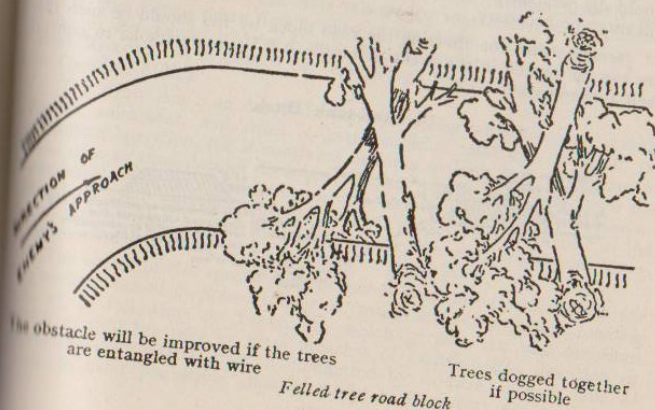 DIRECTION OF
ENEMY'S APPROACH
The obstacle will be improved if the trees
are entangled with wire
Trees dogged together
if possible
Felled tree road block